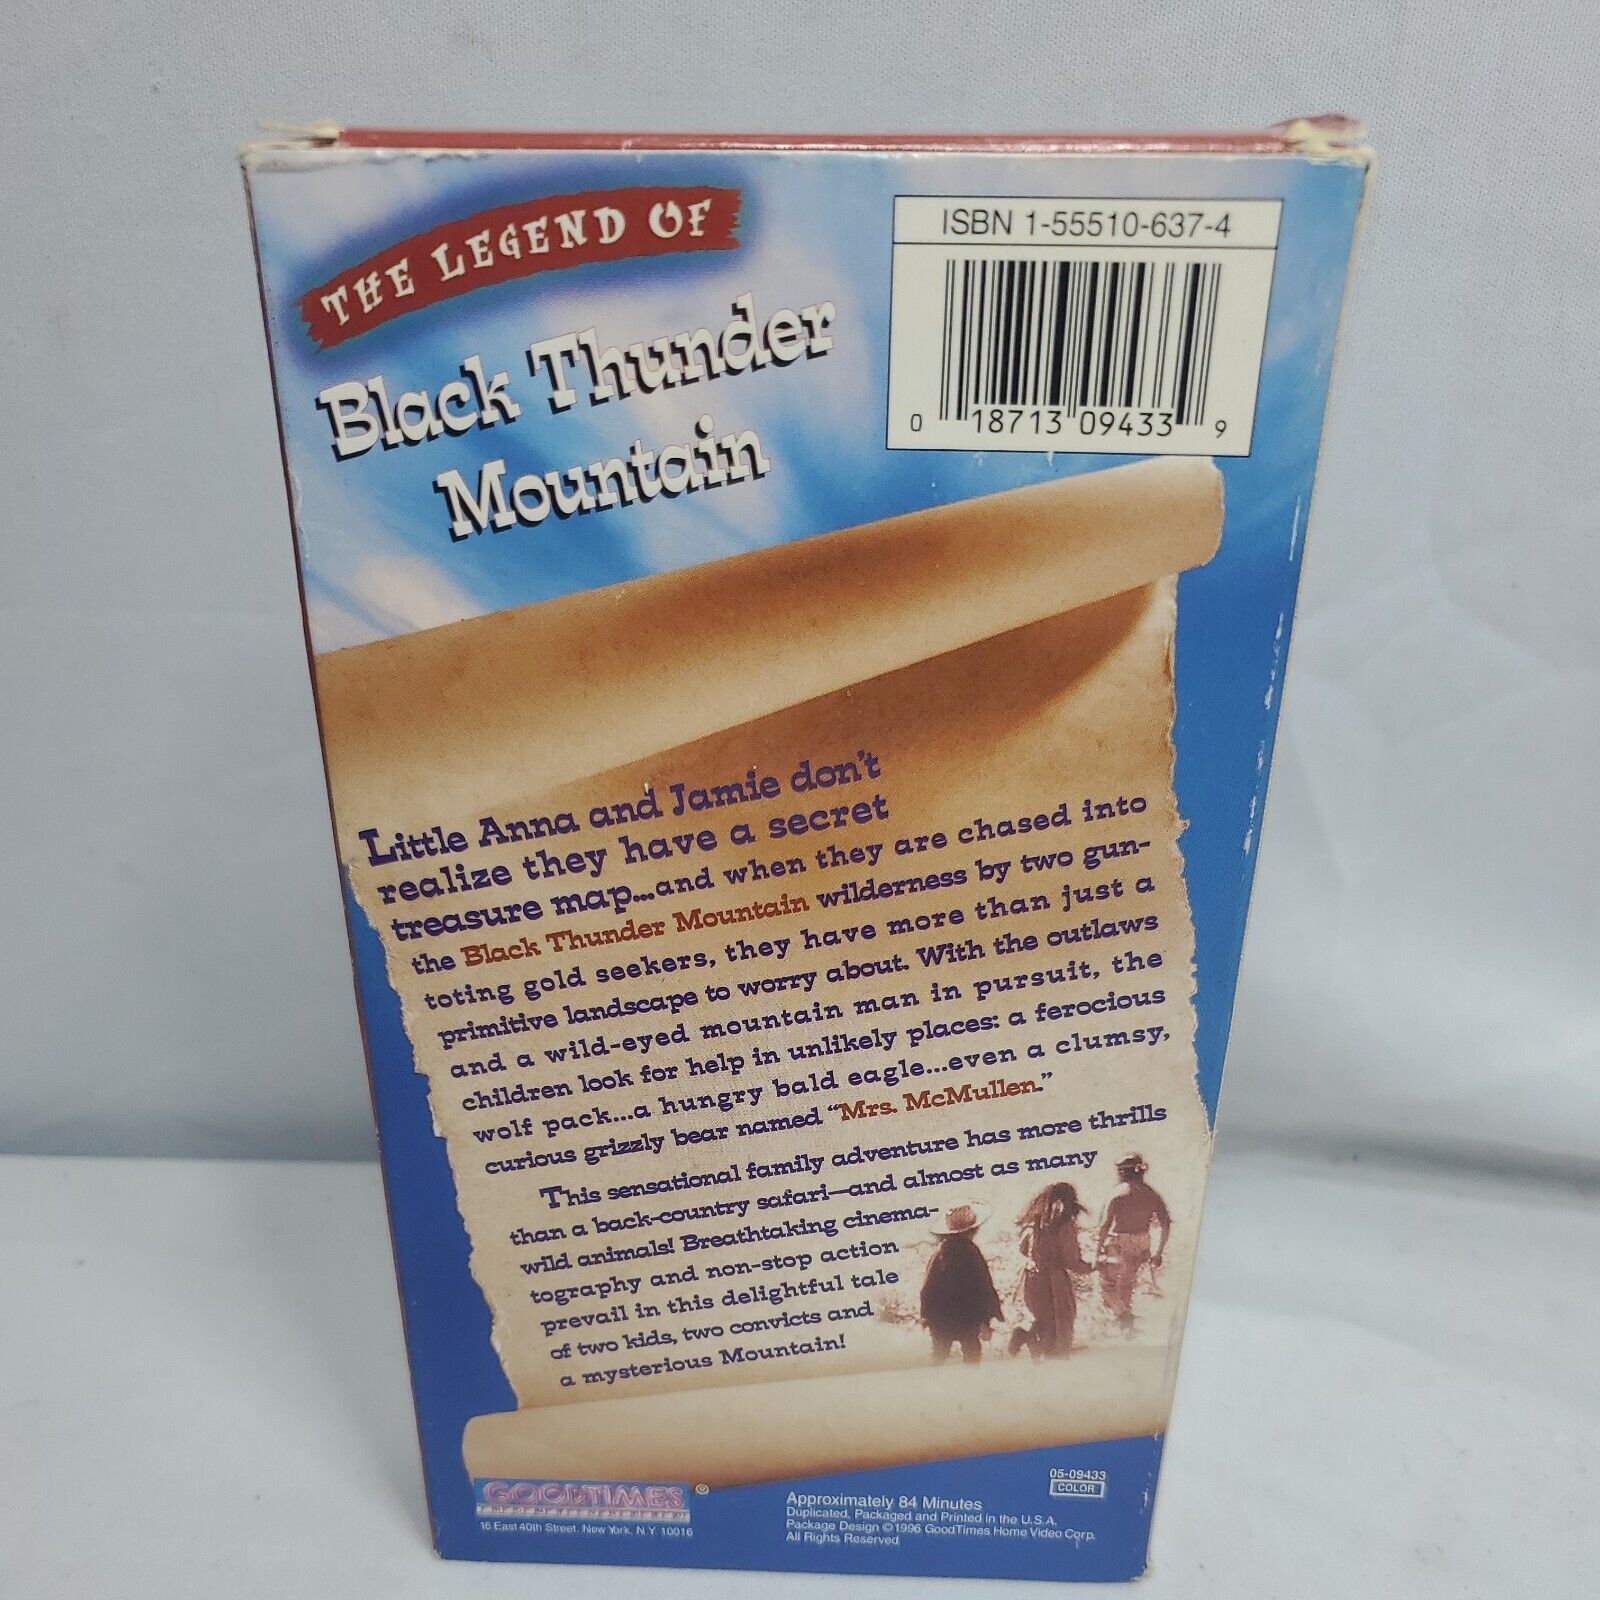 THE LEGEND OF
Black Thunder
Mountain
ISBN 1-55510-637-4
0 18713 09433 9
Little Anna and Jamie don't
realize they have a secret
treasure map...and when they are chased into
the Black Thunder Mountain wilderness by two gun-
toting gold seekers, they have more than just a
primitive landscape to worry about. With the outlaws
and a wild-eyed mountain man in pursuit, the
children look for help in unlikely places: a ferocious
wolf pack...a hungry bald eagle...even a clumsy,
curious grizzly bear named "Mrs. McMullen."
This sensational family adventure has more thrills
than a back-country safari—and almost as many
wild animals! Breathtaking cinema-
tography and non-stop action
prevail in this delightful tale
of two kids, two convicts and
a mysterious Mountain!
GOODTIMES ®
16 East 40th Street, New York, N.Y. 10016
Approximately 84 Minutes
Duplicated, Packaged and Printed in the U.S.A.
Package Design ©1996 GoodTimes Home Video Corp.
All Rights Reserved
05-09433
COLOR